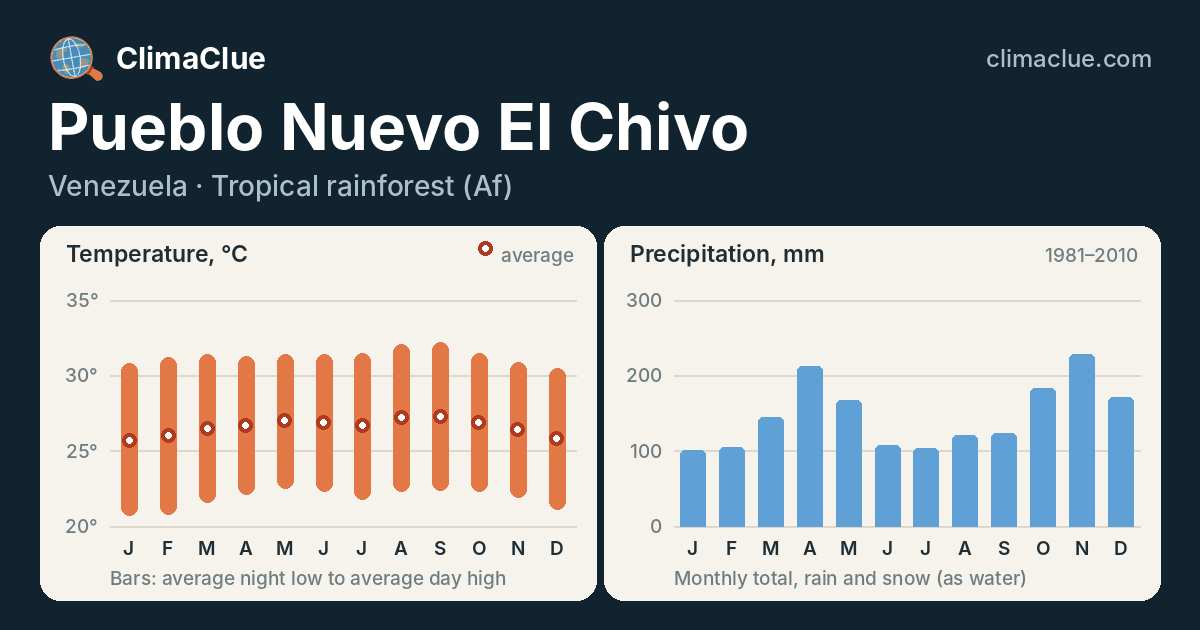 ClimaClue
climaclue.com
Pueblo Nuevo El Chivo
Venezuela · Tropical rainforest (Af)
Temperature, °C
average
35°
30°
25°
20°
J F M A M J J A S O N D
Bars: average night low to average day high
Precipitation, mm
1981–2010
300
200
100
0
J F M A M J J A S O N D
Monthly total, rain and snow (as water)